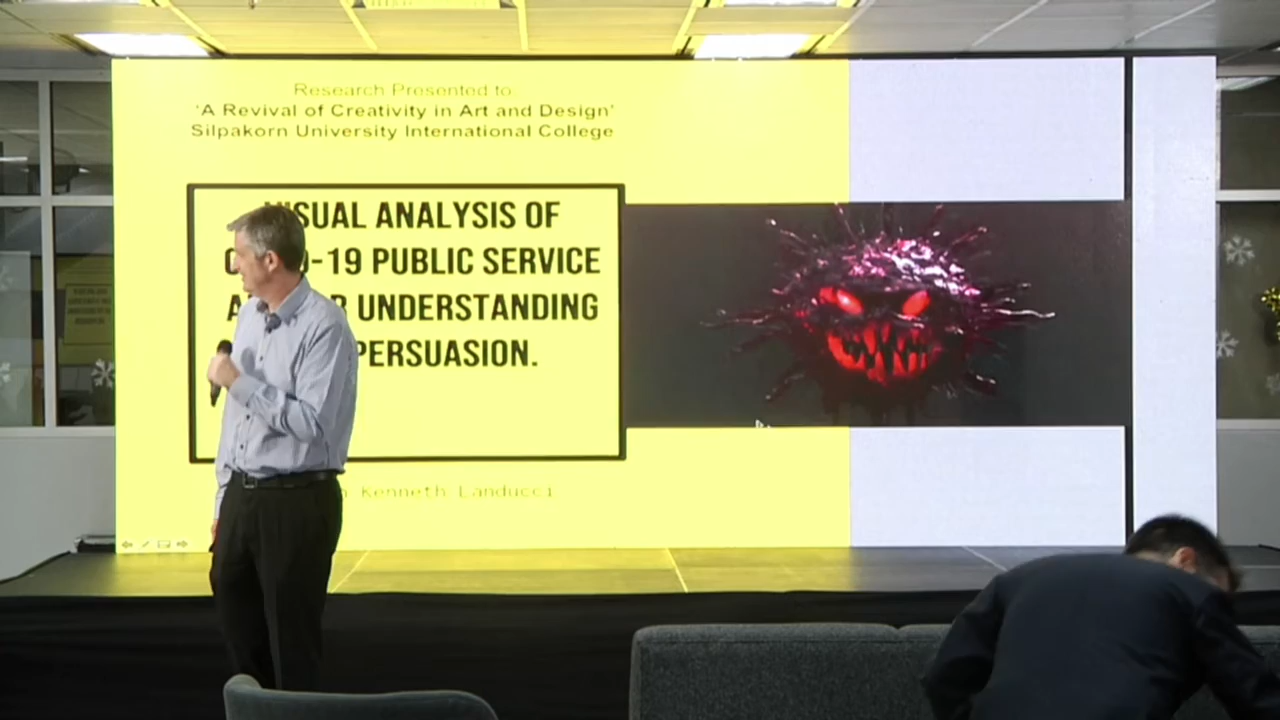 Research Presented to:
‘A Revival of Creativity in Art and Design’
Silpakorn University International College
VISUAL ANALYSIS OF
-19 PUBLIC SERVICE
UNDERSTANDING
PERSUASION.
Kenneth Landucci